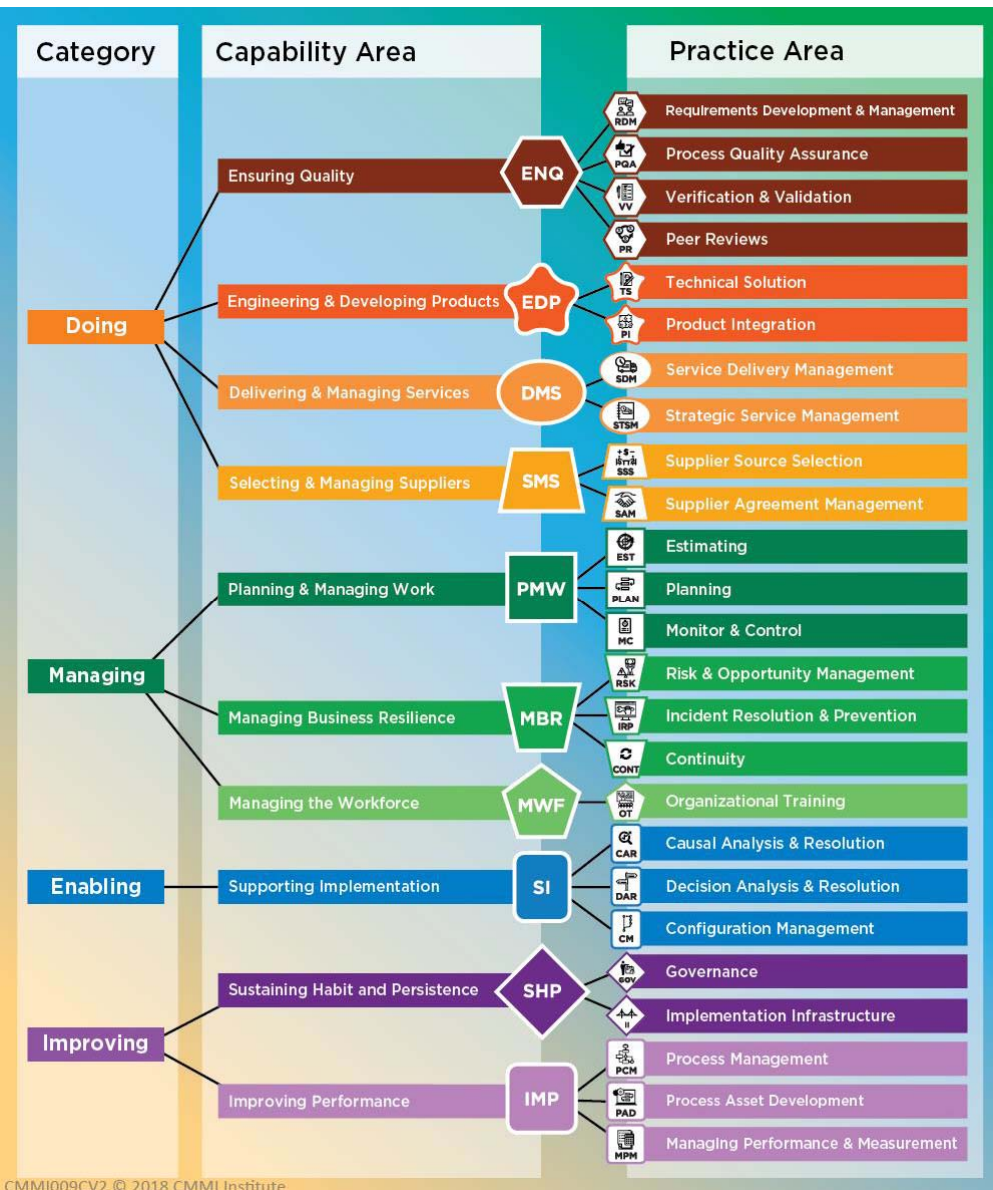 Category
Capability Area
Practice Area
Doing
Ensuring Quality
ENQ
RDM
Requirements Development & Management
PQA
Process Quality Assurance
VV
Verification & Validation
PR
Peer Reviews
Engineering & Developing Products
EDP
TS
Technical Solution
PI
Product Integration
Delivering & Managing Services
DMS
SDM
Service Delivery Management
STSM
Strategic Service Management
Selecting & Managing Suppliers
SMS
+$-
SSS
Supplier Source Selection
SAM
Supplier Agreement Management
Managing
Planning & Managing Work
PMW
EST
Estimating
PLAN
Planning
MC
Monitor & Control
Managing Business Resilience
MBR
RSK
Risk & Opportunity Management
IRP
Incident Resolution & Prevention
CONT
Continuity
Managing the Workforce
MWF
OT
Organizational Training
Enabling
Supporting Implementation
SI
CAR
Causal Analysis & Resolution
DAR
Decision Analysis & Resolution
CM
Configuration Management
Improving
Sustaining Habit and Persistence
SHP
GOV
Governance
II
Implementation Infrastructure
Improving Performance
IMP
PCM
Process Management
PAD
Process Asset Development
MPM
Managing Performance & Measurement
CMMI009CV2 © 2018 CMMI Institute